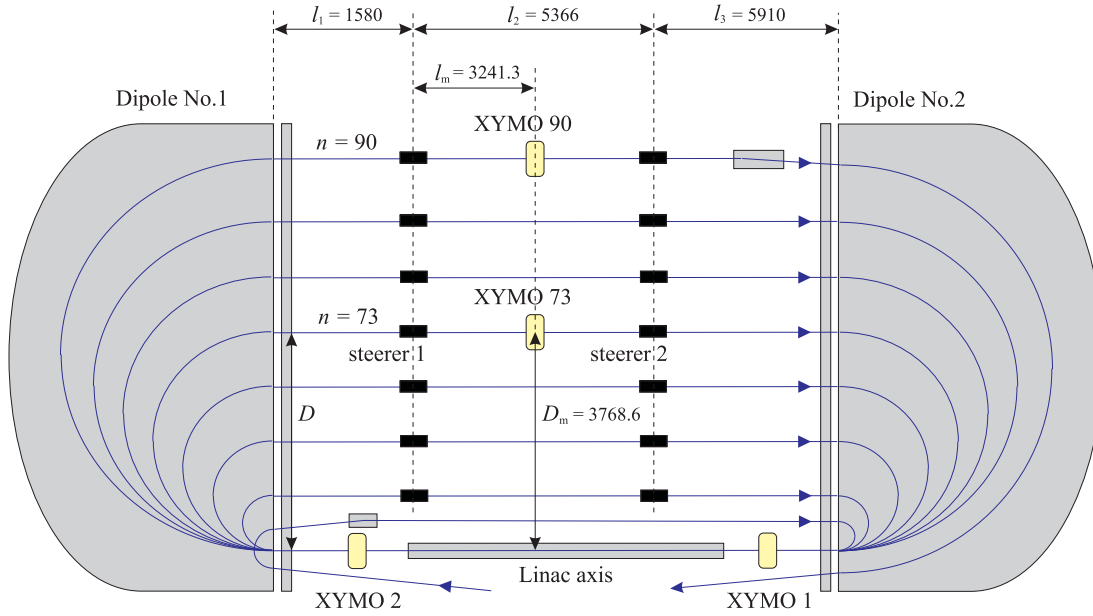 l₁ = 1580
l₂ = 5366
l₃ = 5910
lₘ = 3241.3
Dipole No.1
Dipole No.2
XYMO 90
n = 90
XYMO 73
n = 73
steerer 1
steerer 2
D
Dₘ = 3768.6
Linac axis
XYMO 2
XYMO 1